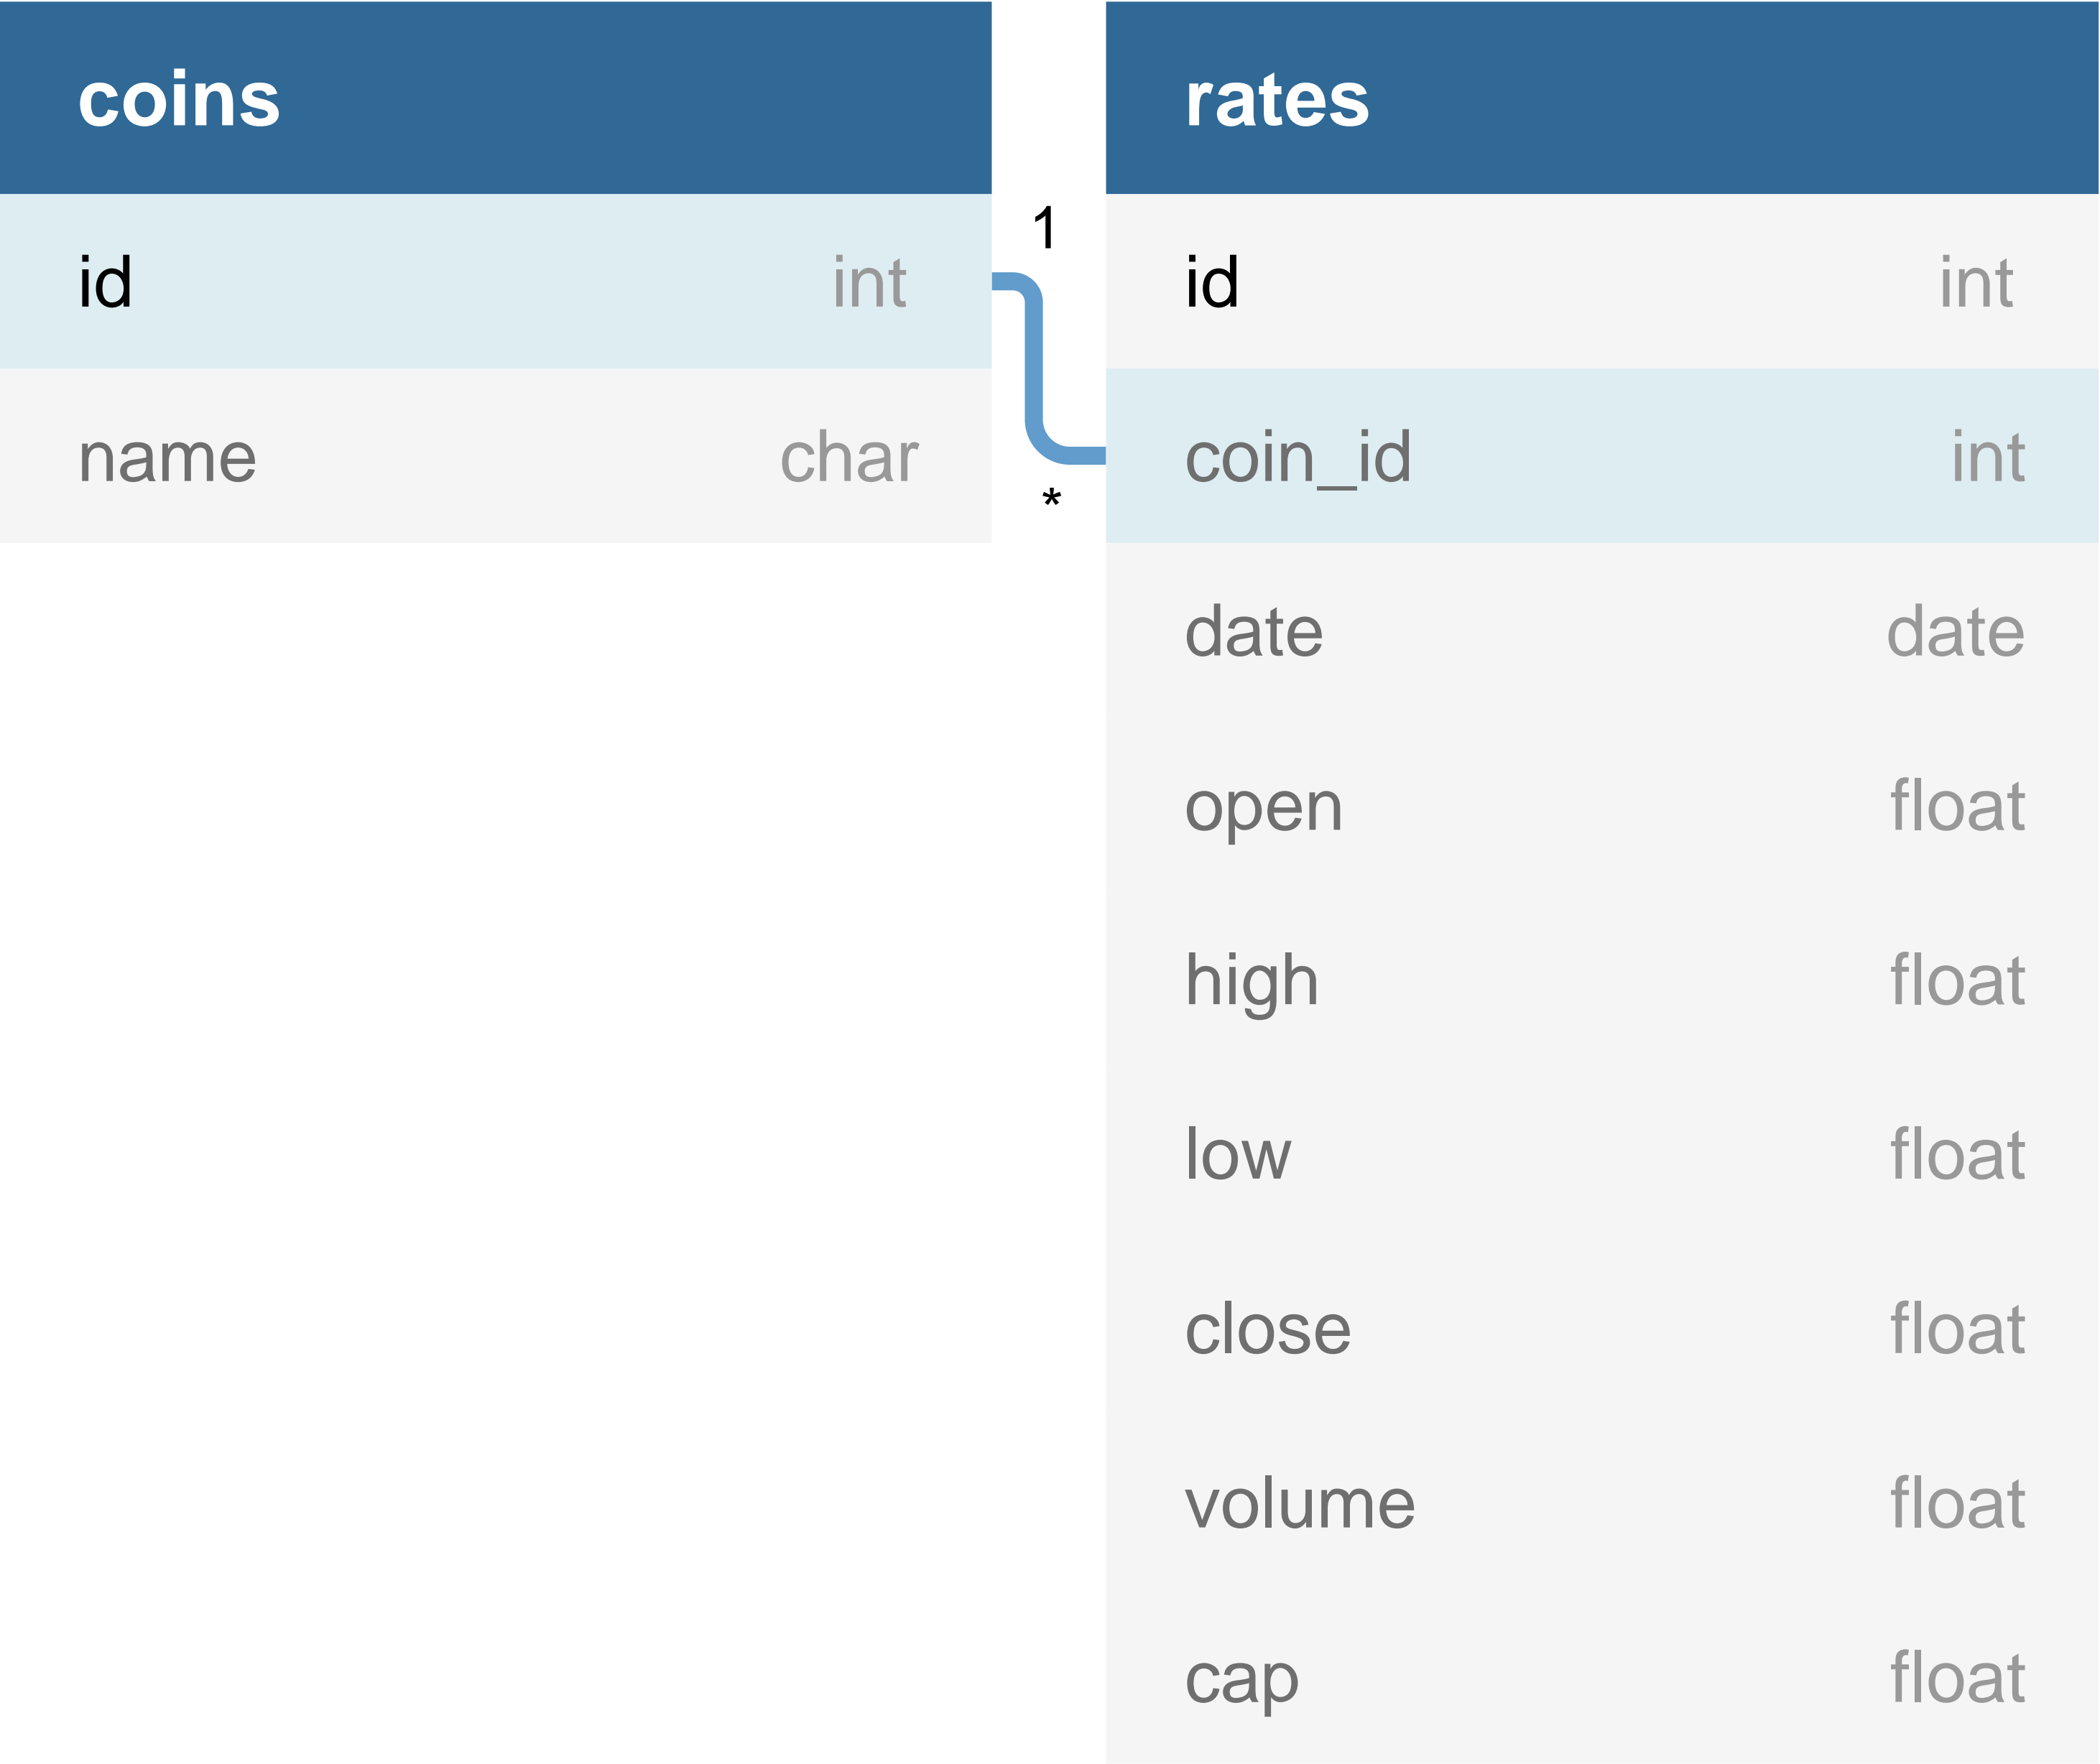 coins
id int
name char
1
*
rates
id int
coin_id int
date date
open float
high float
low float
close float
volume float
cap float